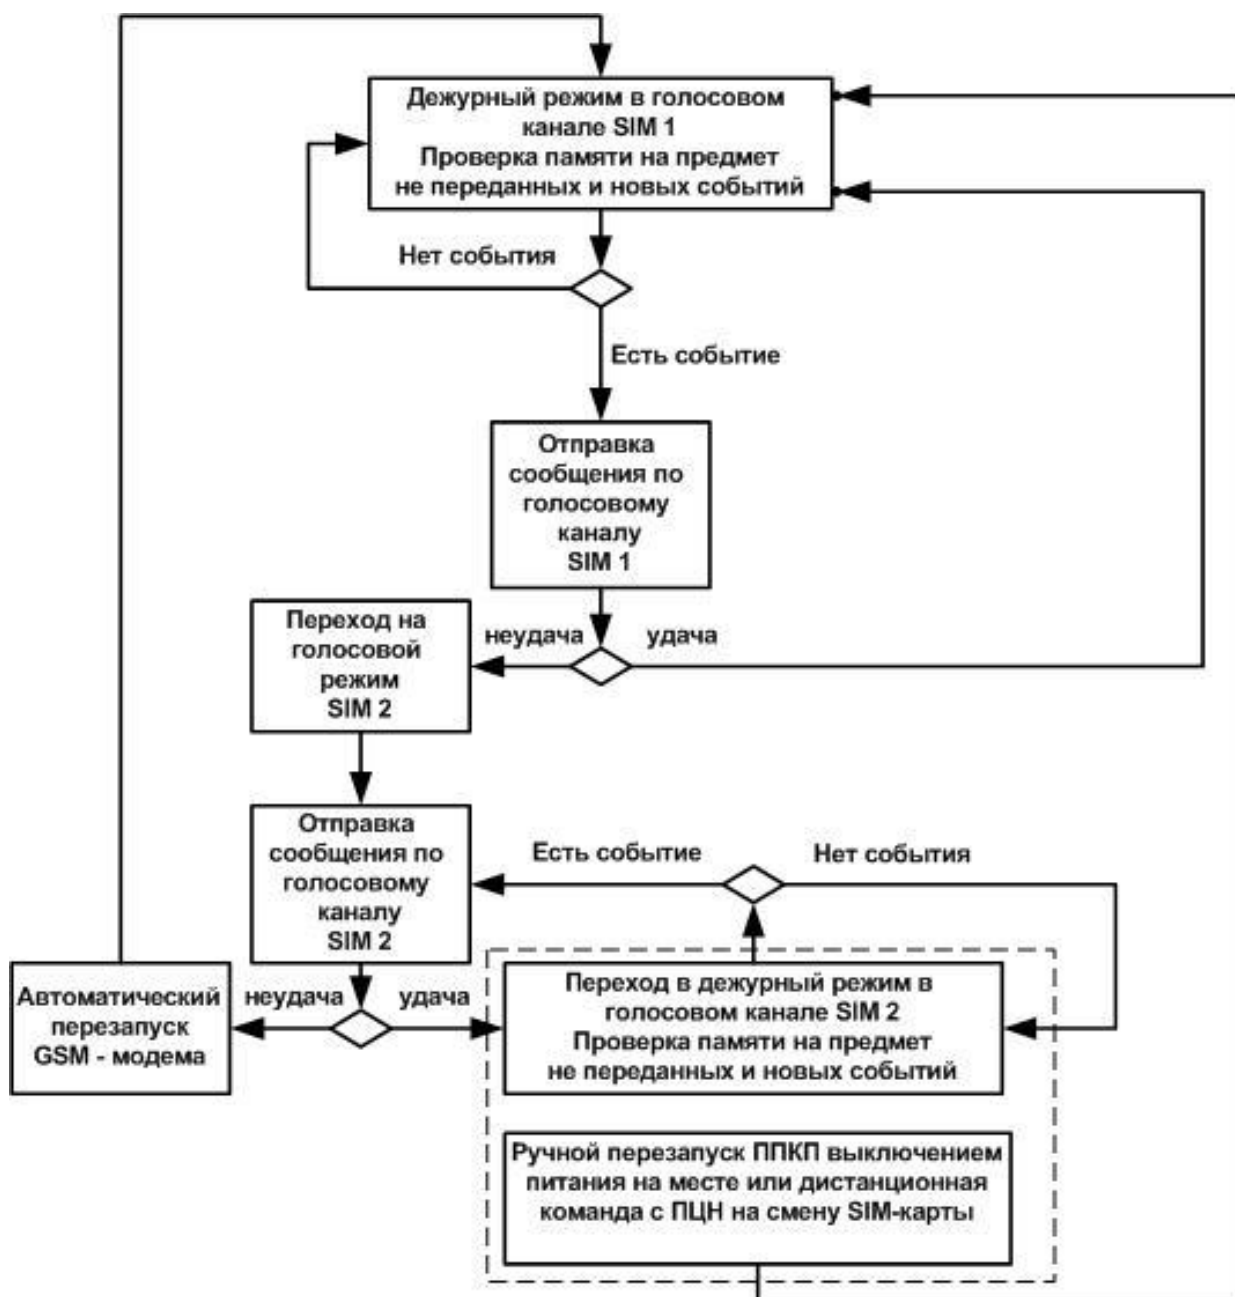 Дежурный режим в голосовом
канале SIM 1
Проверка памяти на предмет
не переданных и новых событий
Нет события
Есть событие
Отправка
сообщения по
голосовому
каналу
SIM 1
неудача
удача
Переход на
голосовой
режим
SIM 2
Отправка
сообщения по
голосовому
каналу
SIM 2
Есть событие
Нет события
неудача
удача
Автоматический
перезапуск
GSM - модема
Переход в дежурный режим в
голосовом канале SIM 2
Проверка памяти на предмет
не переданных и новых событий
Ручной перезапуск ППКП выключением
питания на месте или дистанционная
команда с ПЦН на смену SIM-карты